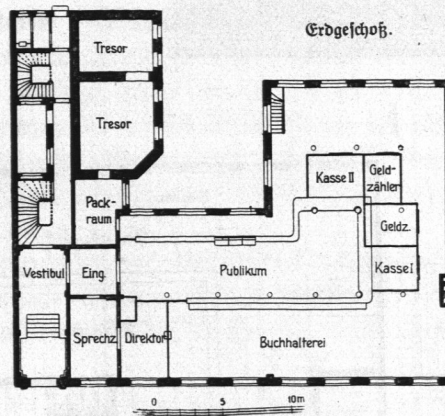 Erdgeschoß.
Tresor
Tresor
Pack-
raum
Kasse II
Geld-
zähler
Geldz.
Kasse I
Vestibul
Eing.
Publikum
Sprechz.
Direktor
Buchhalterei
0 5 10m